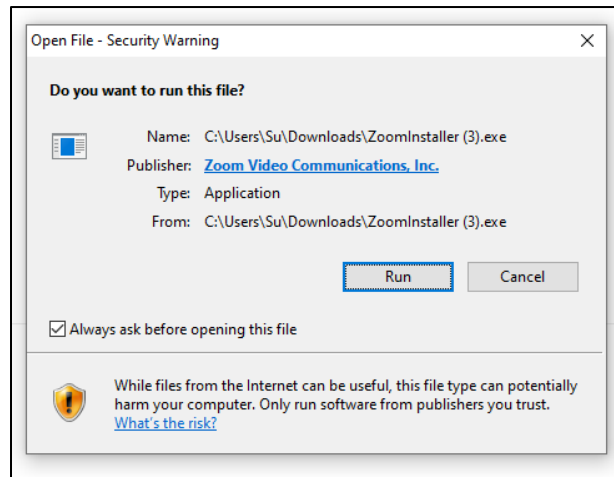 Open File - Security Warning
Do you want to run this file?
Name: C:\Users\Su\Downloads\ZoomInstaller (3).exe
Publisher: Zoom Video Communications, Inc.
Type: Application
From: C:\Users\Su\Downloads\ZoomInstaller (3).exe
Run Cancel
Always ask before opening this file
While files from the Internet can be useful, this file type can potentially
harm your computer. Only run software from publishers you trust.
What's the risk?